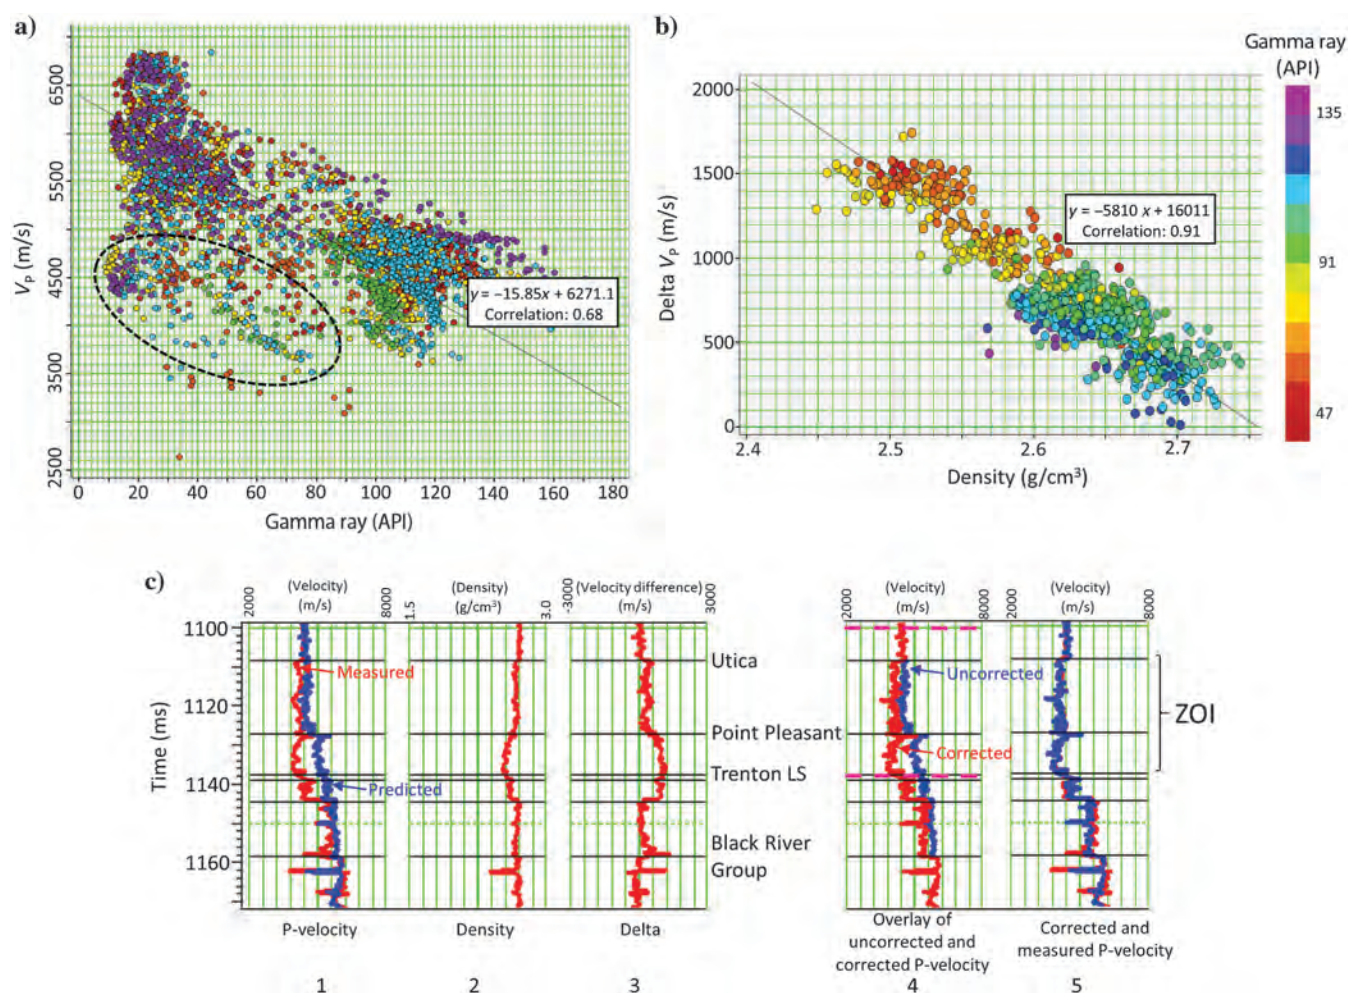 a)
6500
5500
4500
3500
2500
V_P (m/s)
y = −15.85x + 6271.1
Correlation: 0.68
0 20 40 60 80 100 120 140 160 180
Gamma ray (API)
b)
Gamma ray
(API)
2000
1500
1000
500
0
Delta V_P (m/s)
y = −5810 x + 16011
Correlation: 0.91
2.4 2.5 2.6 2.7
Density (g/cm³)
135
91
47
c)
2000 (Velocity) 8000
(m/s)
1.5 (Density) 3.0
(g/cm³)
-3000 (Velocity difference) 3000
(m/s)
2000 (Velocity) 8000
(m/s)
2000 (Velocity) 8000
(m/s)
1100
1120
1140
1160
Time (ms)
Measured
Predicted
Utica
Point Pleasant
Trenton LS
Black River
Group
Uncorrected
Corrected
ZOI
P-velocity
Density
Delta
Overlay of
uncorrected and
corrected P-velocity
Corrected and
measured P-velocity
1 2 3 4 5